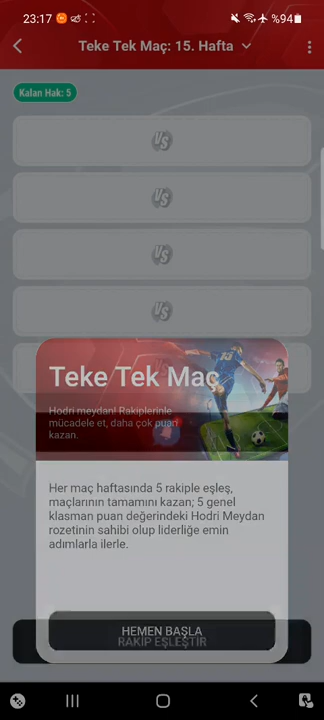 23:17
%94
Teke Tek Maç: 15. Hafta
Kalan Hak: 5
VS
VS
VS
VS
Teke Tek Maç
Hodri meydan! Rakiplerinle
mücadele et, daha çok puan
kazan.
Her maç haftasında 5 rakiple eşleş,
maçlarının tamamını kazan; 5 genel
klasman puan değerindeki Hodri Meydan
rozetinin sahibi olup liderliğe emin
adımlarla ilerle.
HEMEN BAŞLA
RAKİP EŞLEŞTİR